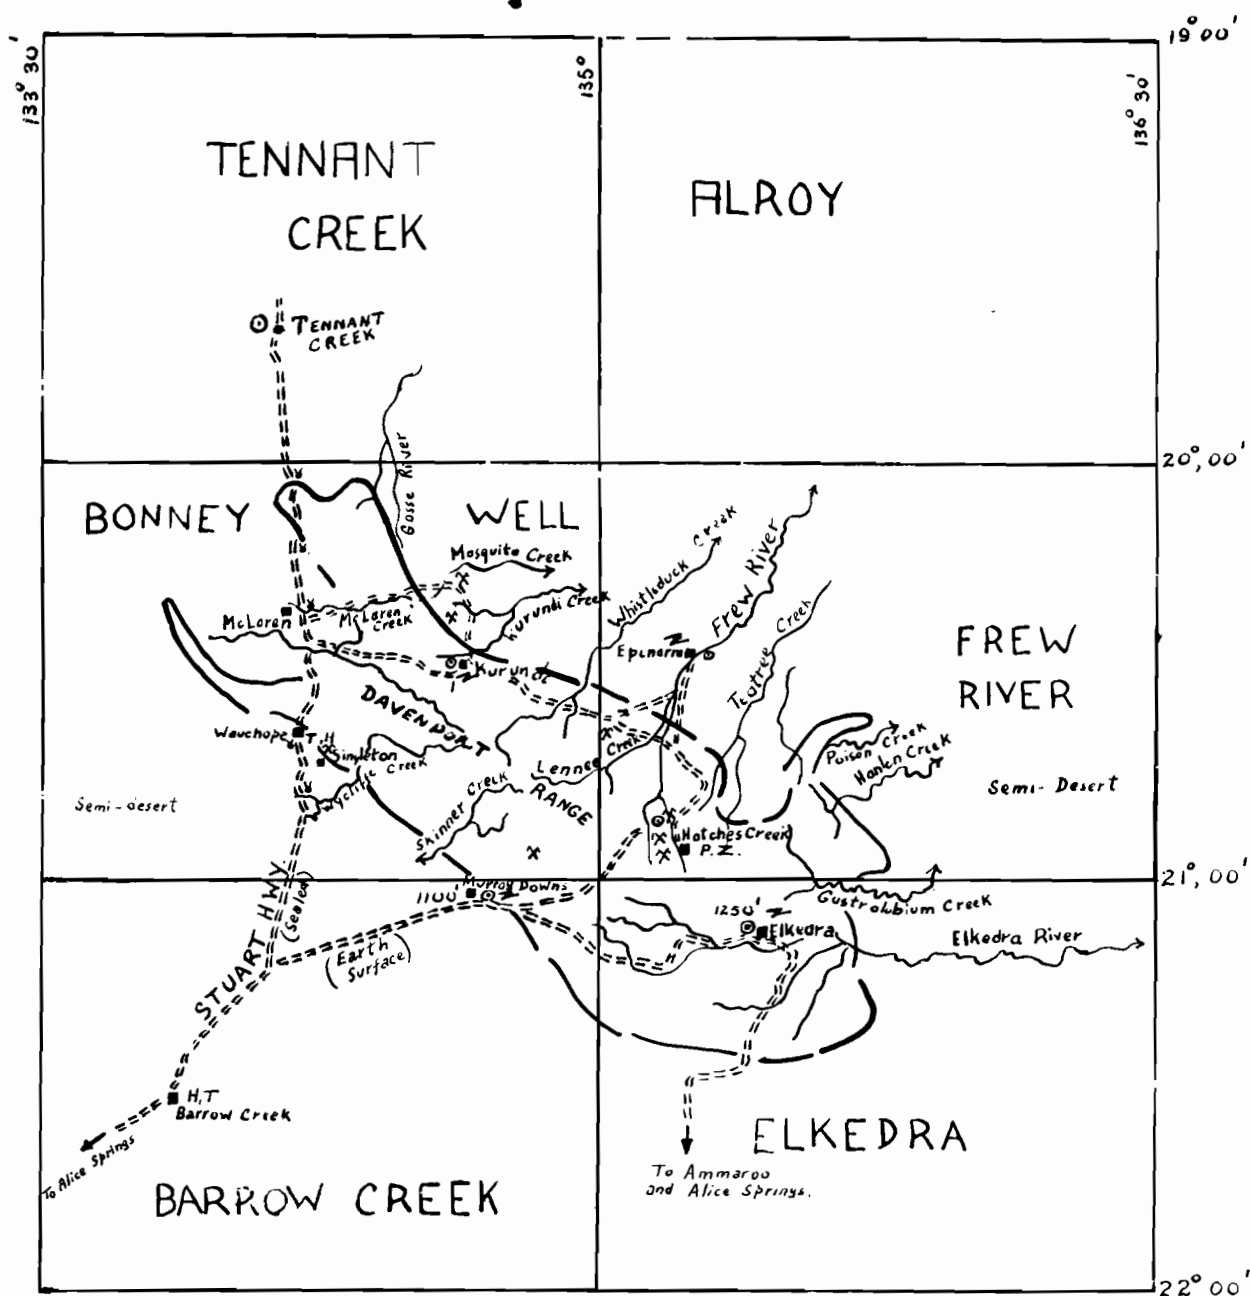 133° 30'
135°
136° 30'
19° 00'
TENNANT
CREEK
ALROY
TENNANT
CREEK
Gosse River
20°, 00'
BONNEY WELL
Mosquito Creek
Kurundi Creek
Whistleduck Creek
Frew River
Teatree Creek
McLaren
McLaren
Creek
Epenarra
Kurundi
FREW
RIVER
DAVENPORT
RANGE
Wauchope T H
Singleton
Wycliffe Creek
Lennee
Creek
Skinner Creek
Poison Creek
Hanlon Creek
Semi-desert
Semi-Desert
Hatches Creek
P. Z.
21°, 00'
Murray Downs
1100'
Gustrolobium Creek
1250'
Elkedra
Elkedra River
STUART HWY
(Sealed)
(Earth
Surface)
H,T
Barrow Creek
To Alice Springs
ELKEDRA
To Ammaroo
and Alice Springs.
BARROW CREEK
22° 00'